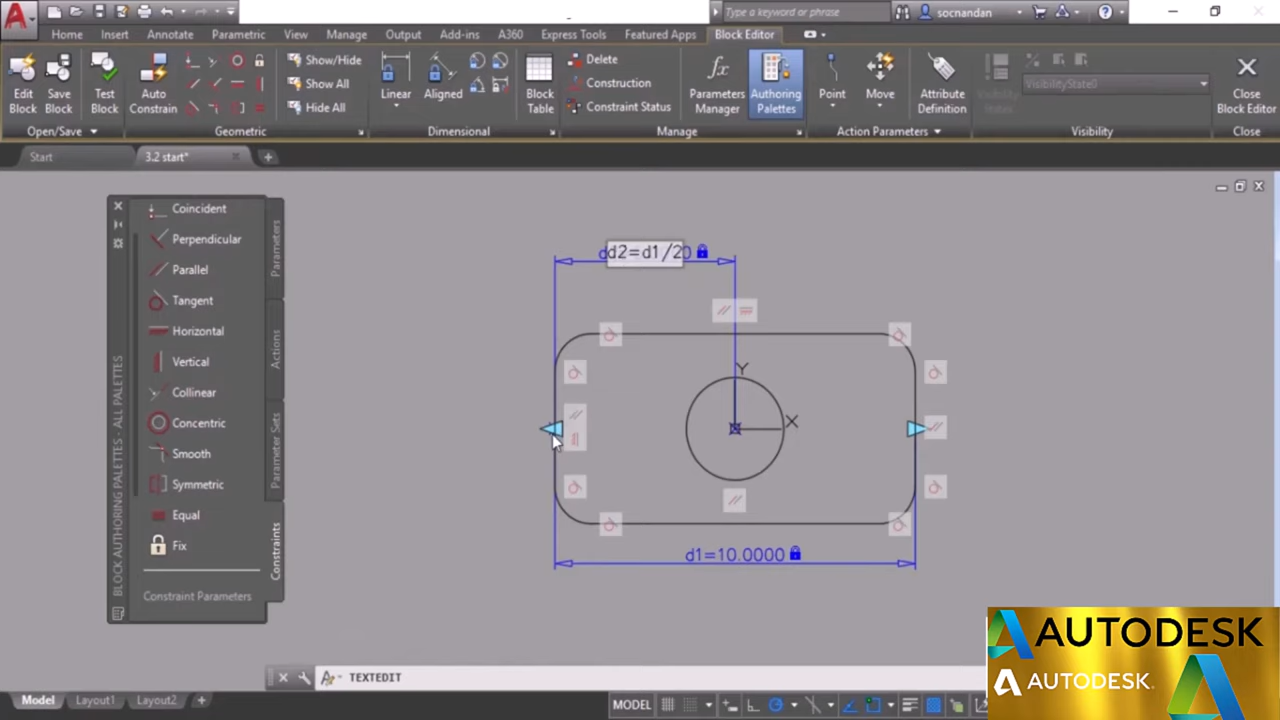 Type a keyword or phrase
socnandan
Home Insert Annotate Parametric View Manage Output Add-ins A360 Express Tools Featured Apps Block Editor
Edit Block
Save Block
Test Block
Auto Constrain
Show/Hide
Show All
Hide All
Linear
Aligned
Block Table
Delete
Construction
Constraint Status
Parameters Manager
Authoring Palettes
Point
Move
Attribute Definition
Visibility States
VisibilityState0
Close Block Editor
Open/Save Geometric Dimensional Manage Action Parameters Visibility Close
Start 3.2 start*
Coincident
Perpendicular
Parallel
Tangent
Horizontal
Vertical
Collinear
Concentric
Smooth
Symmetric
Equal
Fix
Constraint Parameters
Parameters
Actions
Parameter Sets
Constraints
BLOCK AUTHORING PALETTES - ALL PALETTES
dd2=d1/20
Y
X
d1=10.0000
TEXTEDIT
Model Layout1 Layout2
MODEL
AUTODESK
AUTODESK.